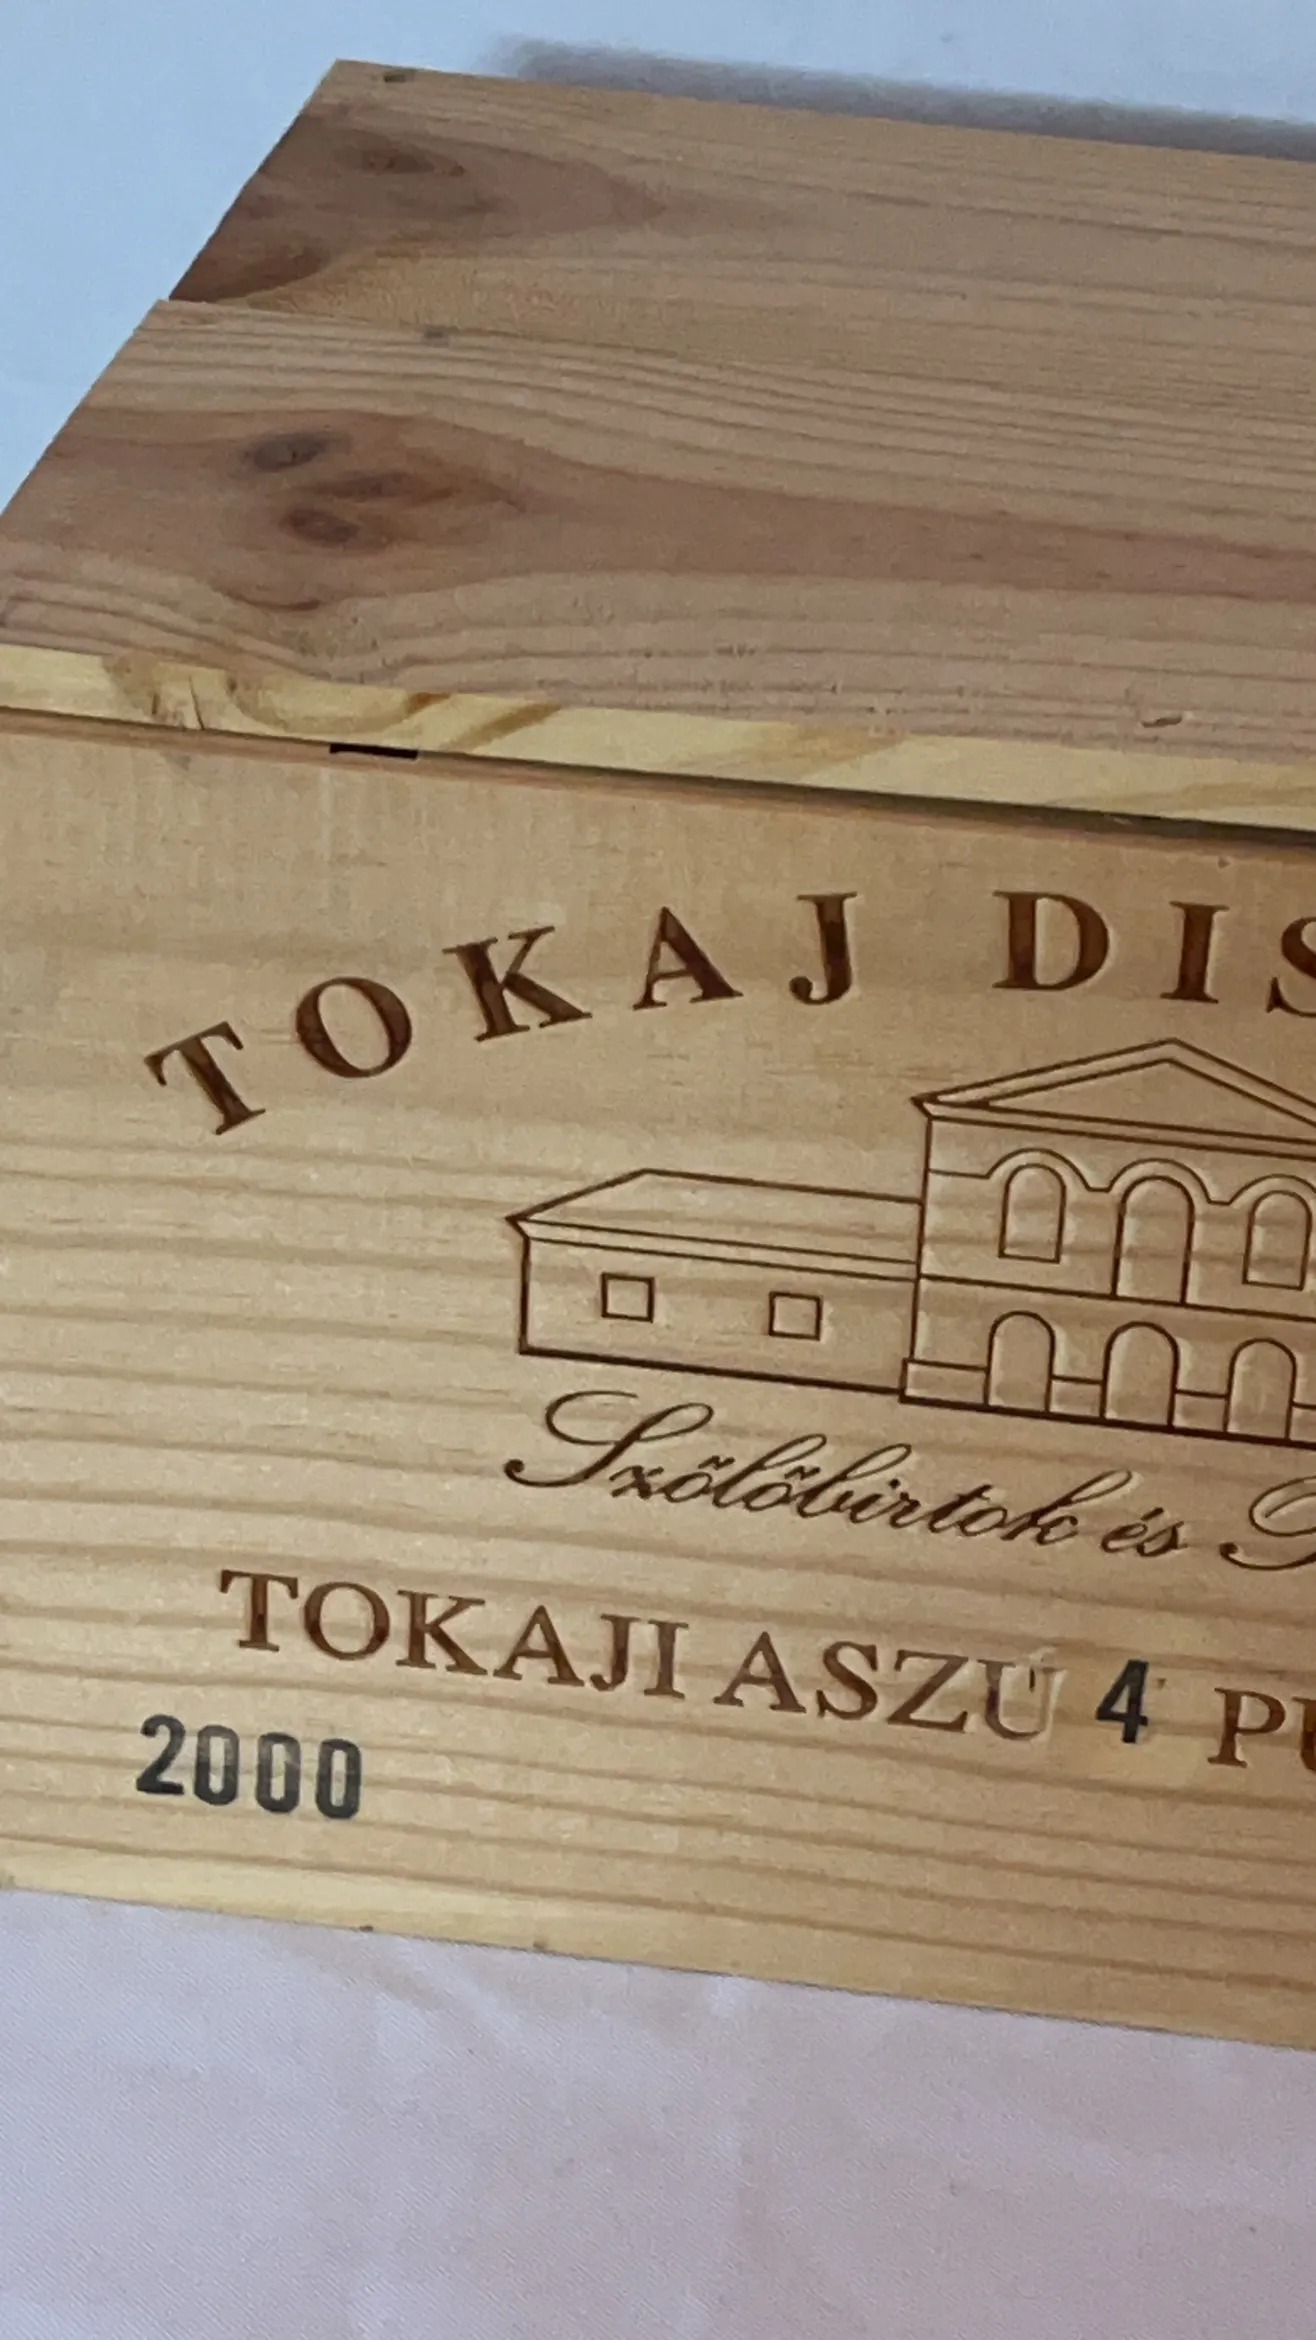 TOKAJ DIS
Szőlőbirtok és P
TOKAJI ASZÚ 4 PU
2000